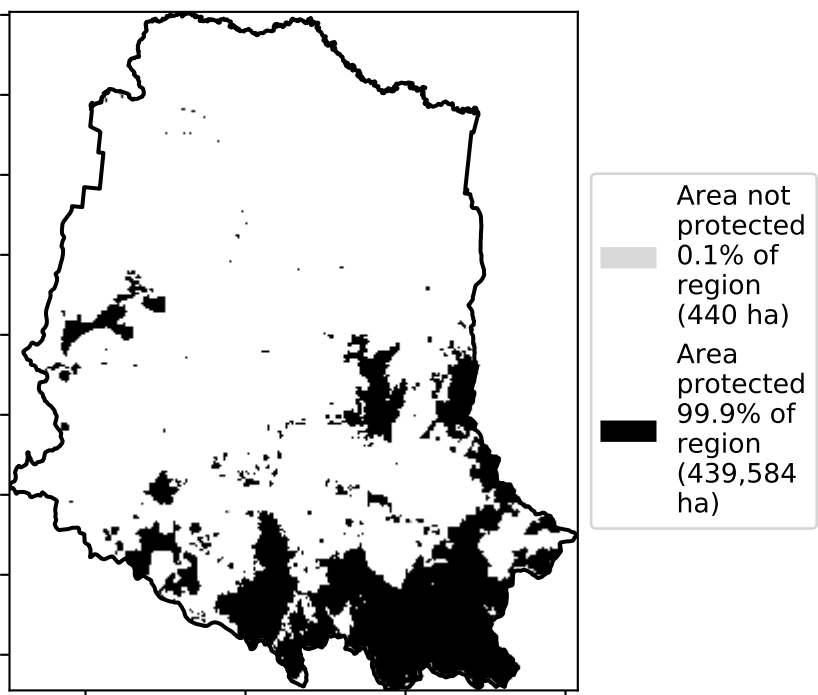 Area not
protected
0.1% of
region
(440 ha)
Area
protected
99.9% of
region
(439,584
ha)